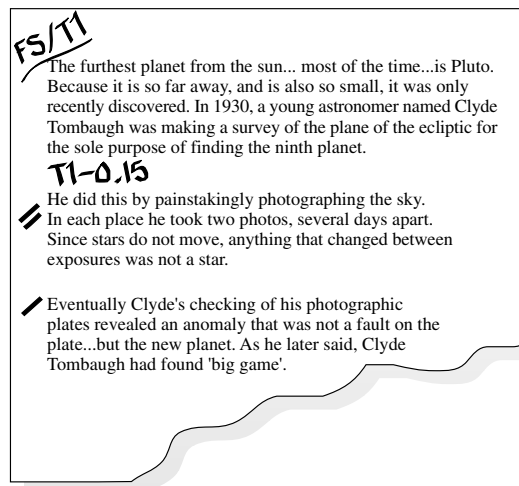 FS/T1
The furthest planet from the sun... most of the time...is Pluto.
Because it is so far away, and is also so small, it was only
recently discovered. In 1930, a young astronomer named Clyde
Tombaugh was making a survey of the plane of the ecliptic for
the sole purpose of finding the ninth planet.
T1-0.15
He did this by painstakingly photographing the sky.
In each place he took two photos, several days apart.
Since stars do not move, anything that changed between
exposures was not a star.
Eventually Clyde's checking of his photographic
plates revealed an anomaly that was not a fault on the
plate...but the new planet. As he later said, Clyde
Tombaugh had found 'big game'.